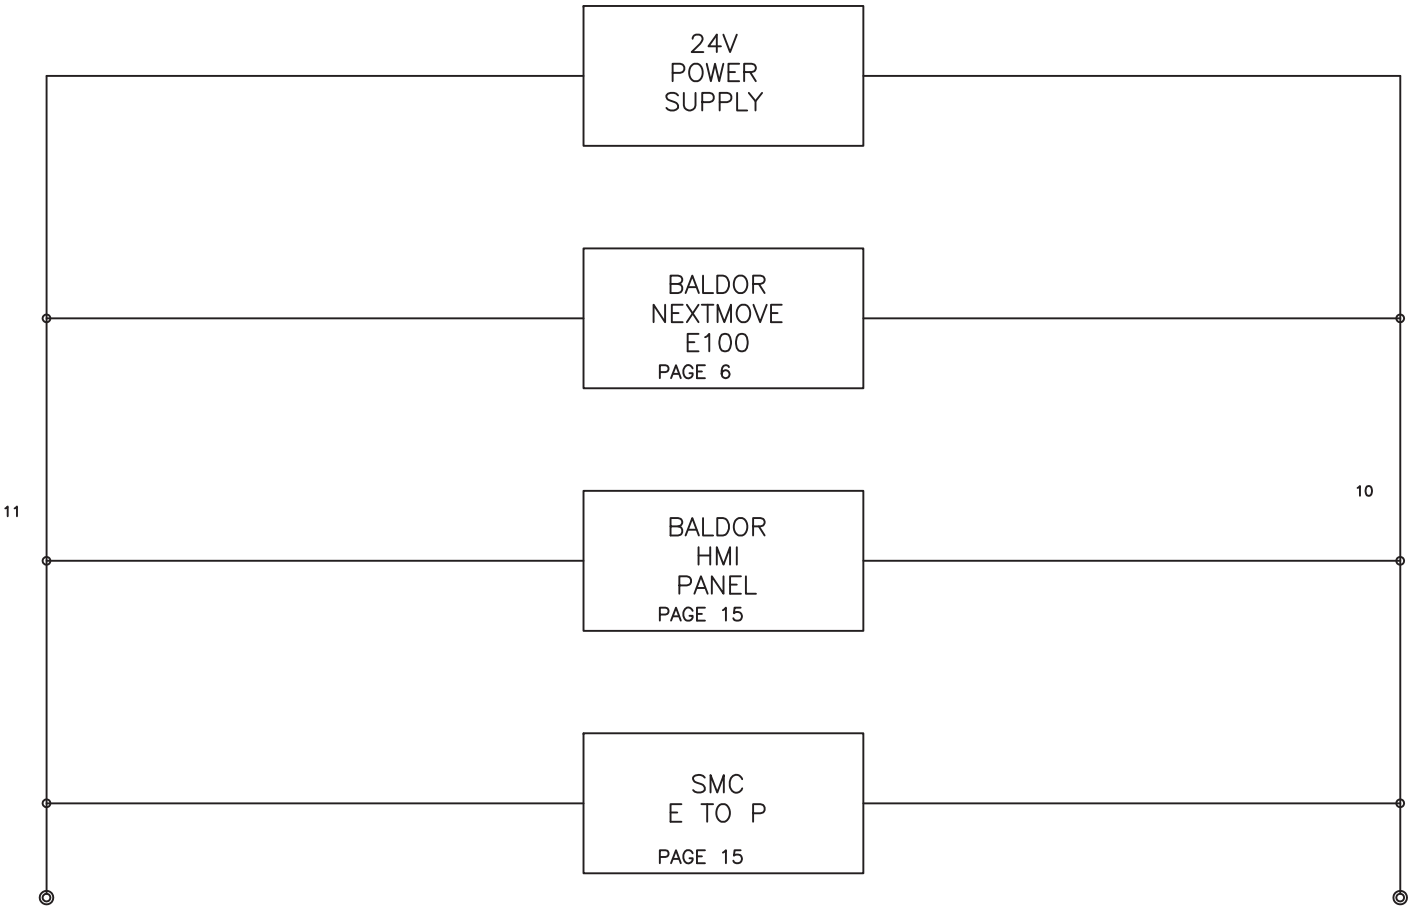 24V
POWER
SUPPLY
BALDOR
NEXTMOVE
E100
PAGE 6
10
11
BALDOR
HMI
PANEL
PAGE 15
SMC
E TO P
PAGE 15